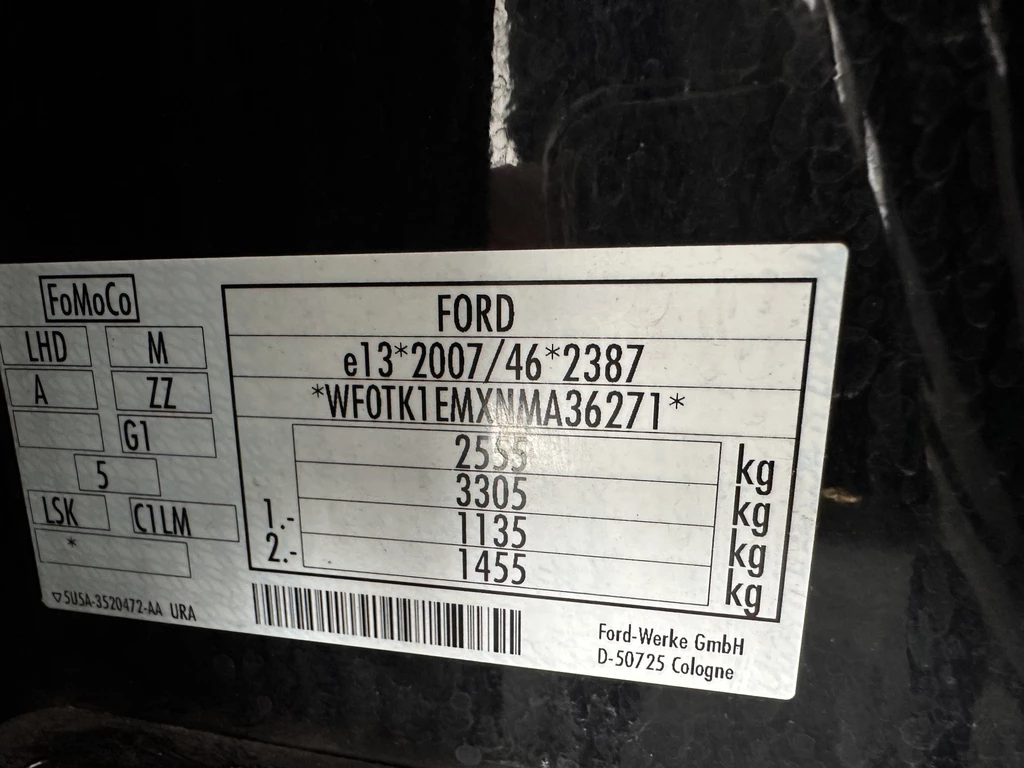 FoMoCo
LHD M
A ZZ
G1
5
LSK C1LM
*
▽5USA-3520472-AA URA
FORD
e13*2007/46*2387
*WF0TK1EMXNMA36271*
2555 kg
3305 kg
1.- 1135 kg
2.- 1455 kg
Ford-Werke GmbH
D-50725 Cologne